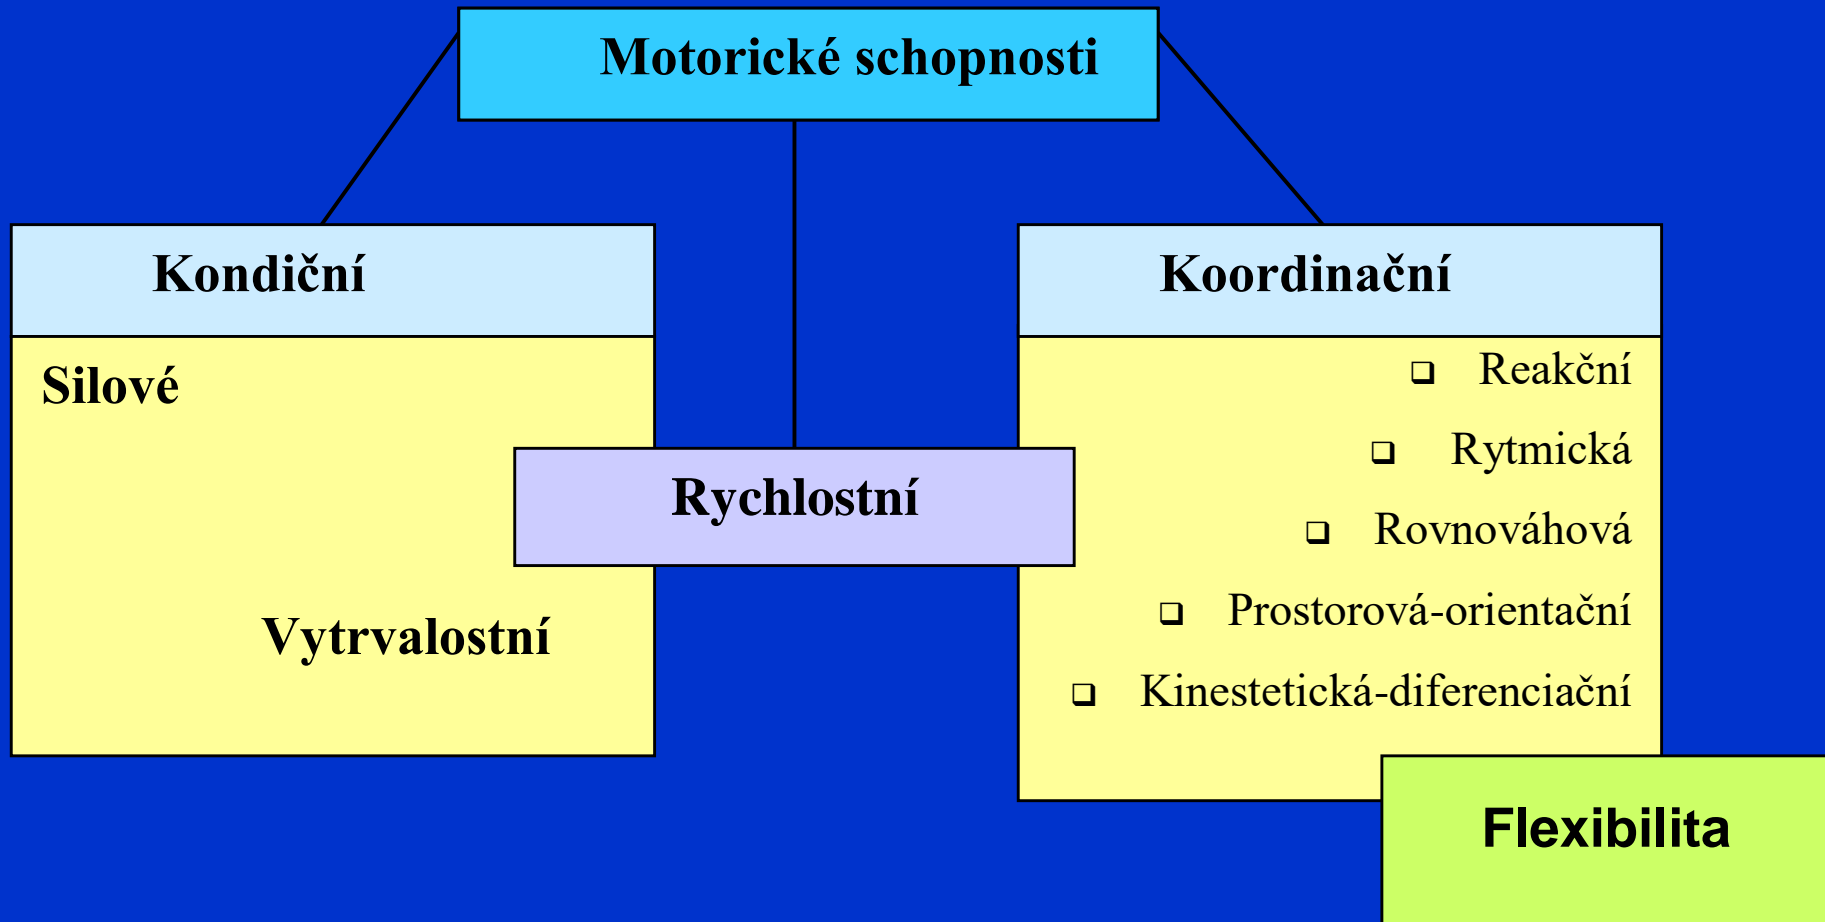 Motorické schopnosti
Kondiční
Silové
Vytrvalostní
Rychlostní
Koordinační
❑ Reakční
❑ Rytmická
❑ Rovnováhová
❑ Prostorová-orientační
❑ Kinestetická-diferenciační
Flexibilita